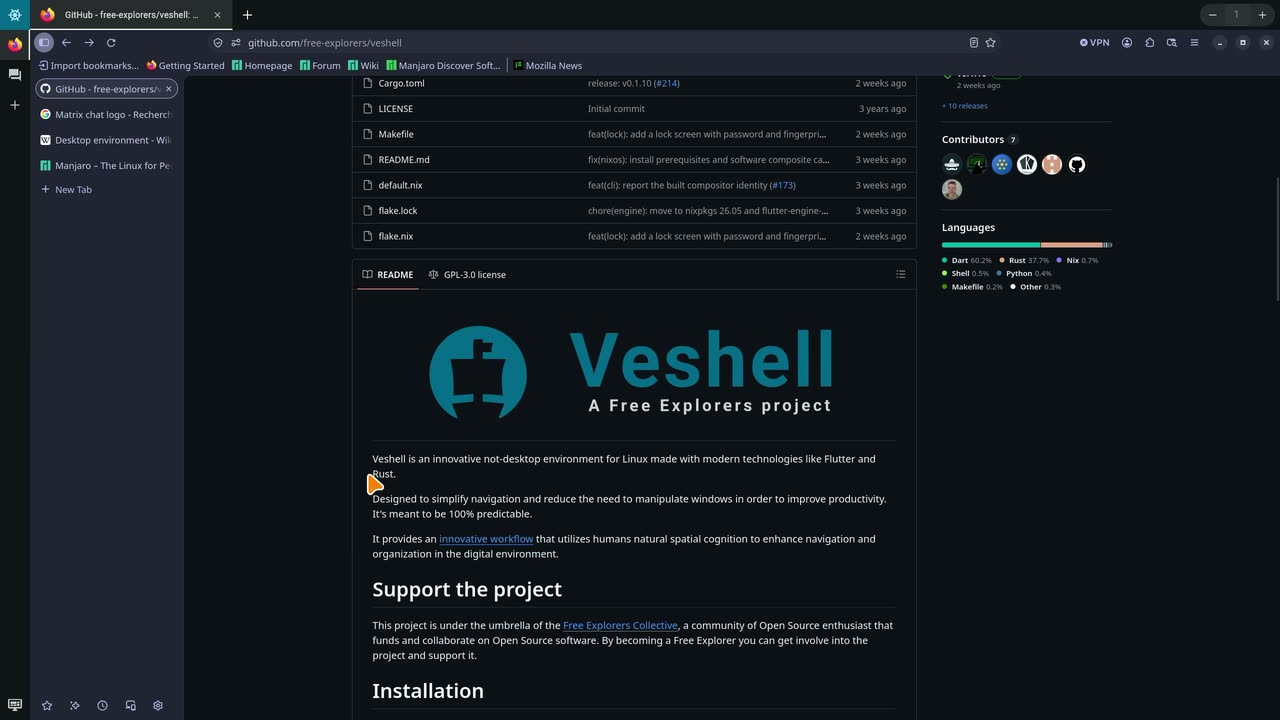 GitHub - free-explorers/veshell: ...
1
github.com/free-explorers/veshell
VPN
Import bookmarks...
Getting Started
Homepage
Forum
Wiki
Manjaro Discover Soft...
Mozilla News
GitHub - free-explorers/v
Matrix chat logo - Recherch
Desktop environment - Wik
Manjaro – The Linux for Pe
New Tab
Cargo.toml release: v0.1.10 (#214) 2 weeks ago
LICENSE Initial commit 3 years ago
Makefile feat(lock): add a lock screen with password and fingerpri... 2 weeks ago
README.md fix(nixos): install prerequisites and software composite ca... 3 weeks ago
default.nix feat(cli): report the built compositor identity (#173) 3 weeks ago
flake.lock chore(engine): move to nixpkgs 26.05 and flutter-engine-... 3 weeks ago
flake.nix feat(lock): add a lock screen with password and fingerpri... 2 weeks ago
README
GPL-3.0 license
Veshell
A Free Explorers project
Veshell is an innovative not-desktop environment for Linux made with modern technologies like Flutter and
Rust.
Designed to simplify navigation and reduce the need to manipulate windows in order to improve productivity.
It's meant to be 100% predictable.
It provides an innovative workflow that utilizes humans natural spatial cognition to enhance navigation and
organization in the digital environment.
Support the project
This project is under the umbrella of the Free Explorers Collective, a community of Open Source enthusiast that
funds and collaborate on Open Source software. By becoming a Free Explorer you can get involve into the
project and support it.
Installation
2 weeks ago
+ 10 releases
Contributors 7
Languages
Dart 60.2% Rust 37.7% Nix 0.7%
Shell 0.5% Python 0.4%
Makefile 0.2% Other 0.3%